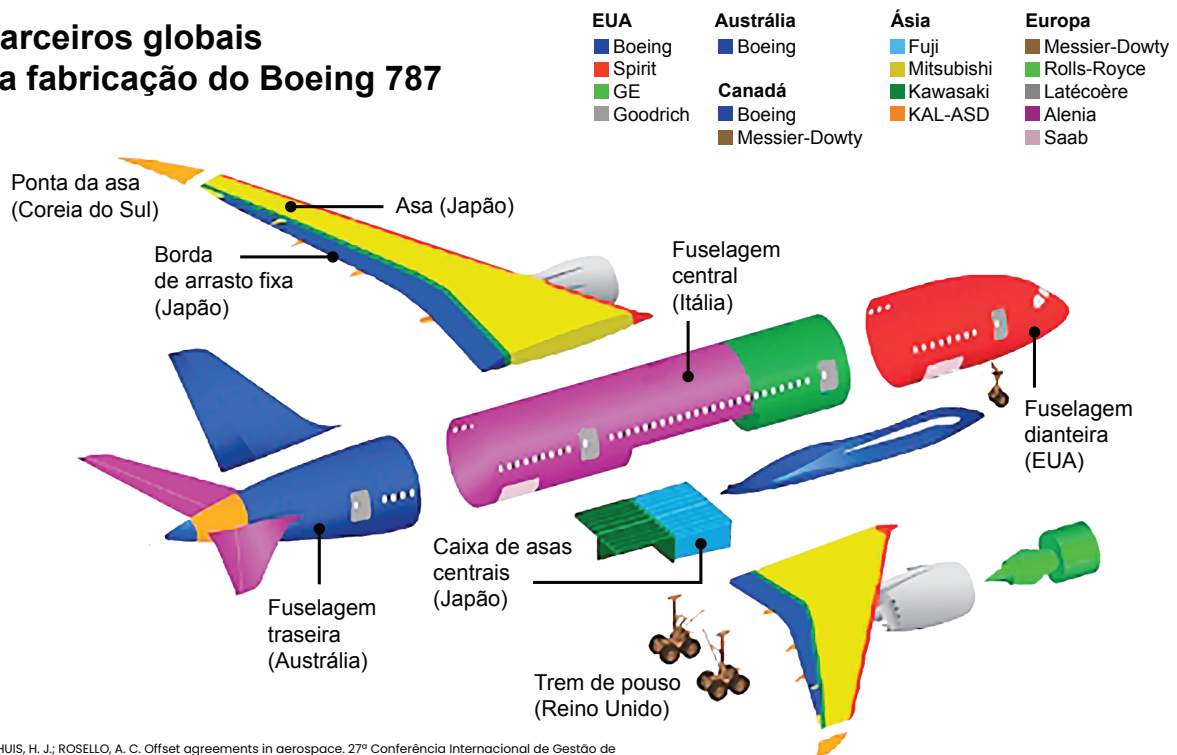 arceiros globais
a fabricação do Boeing 787
EUA
Boeing
Spirit
GE
Goodrich
Austrália
Boeing
Canadá
Boeing
Messier-Dowty
Ásia
Fuji
Mitsubishi
Kawasaki
KAL-ASD
Europa
Messier-Dowty
Rolls-Royce
Latécoère
Alenia
Saab
Ponta da asa
(Coreia do Sul)
Asa (Japão)
Borda
de arrasto fixa
(Japão)
Fuselagem
central
(Itália)
Fuselagem
dianteira
(EUA)
Caixa de asas
centrais
(Japão)
Fuselagem
traseira
(Austrália)
Trem de pouso
(Reino Unido)
HUIS, H. J.; ROSELLO, A. C. Offset agreements in aerospace. 27ª Conferência Internacional de Gestão de